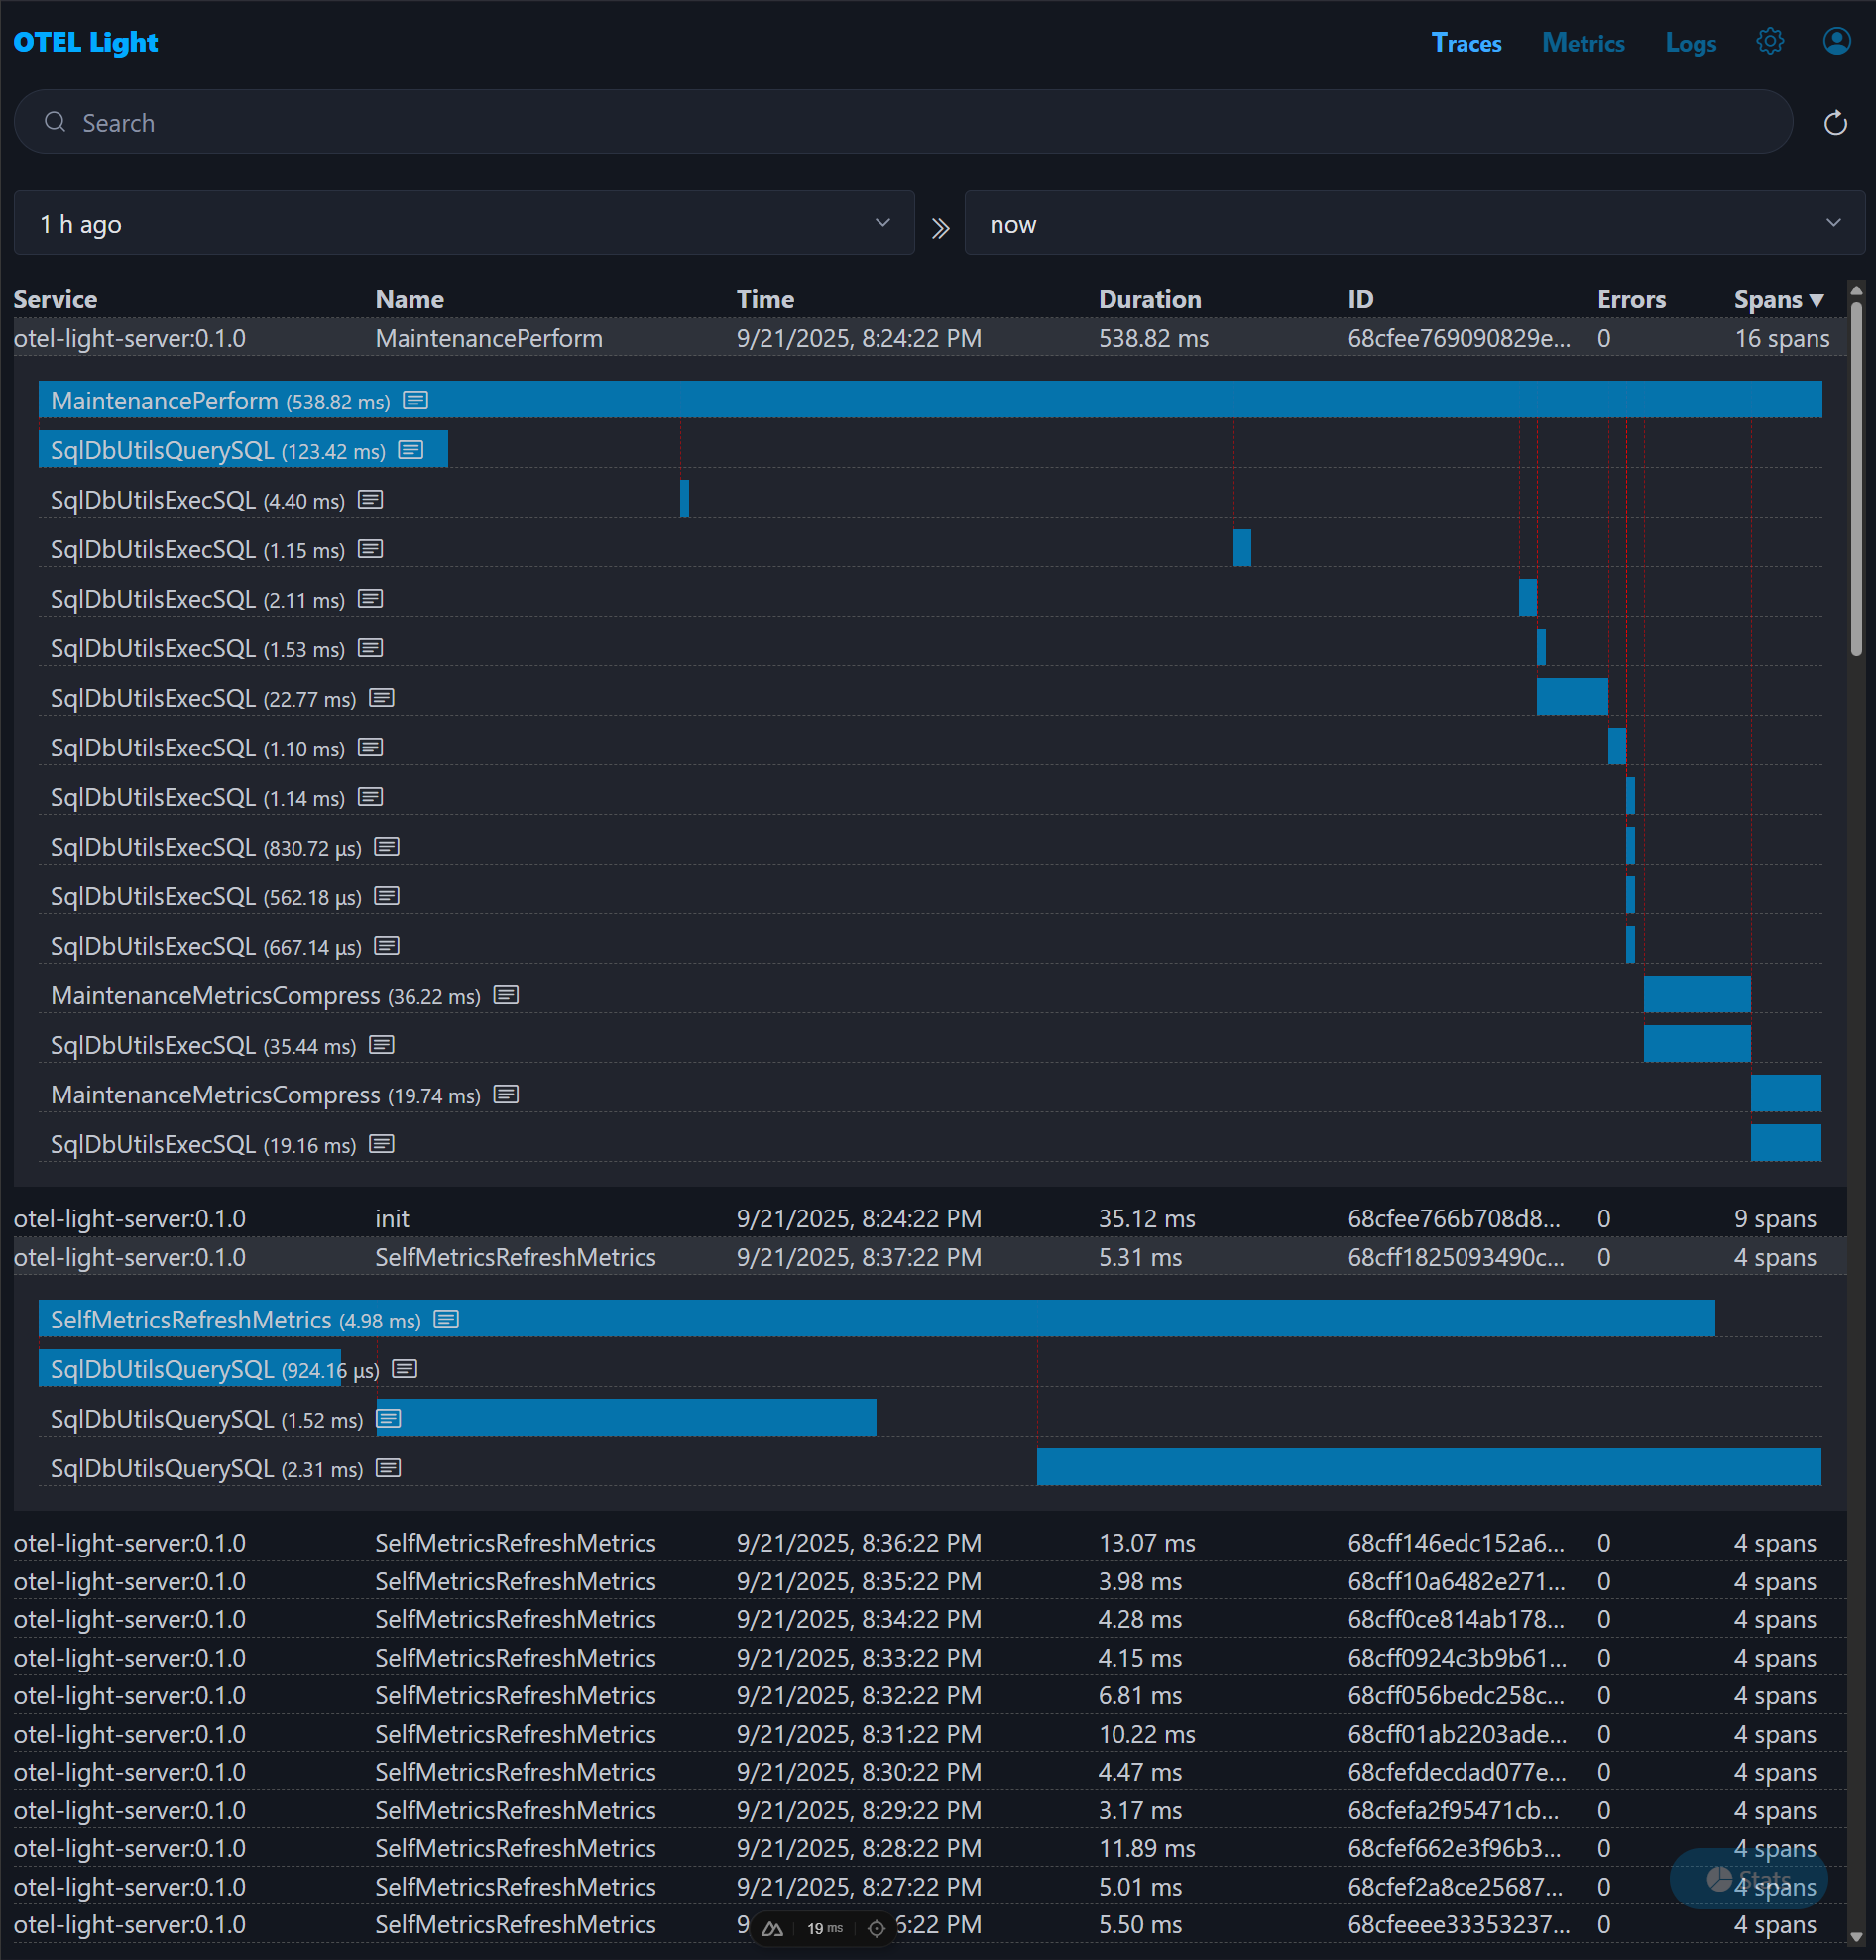 OTEL Light Traces Metrics Logs
Search
1 h ago now
Service Name Time Duration ID Errors Spans ▼
otel-light-server:0.1.0 MaintenancePerform 9/21/2025, 8:24:22 PM 538.82 ms 68cfee769090829e... 0 16 spans
MaintenancePerform (538.82 ms)
SqlDbUtilsQuerySQL (123.42 ms)
SqlDbUtilsExecSQL (4.40 ms)
SqlDbUtilsExecSQL (1.15 ms)
SqlDbUtilsExecSQL (2.11 ms)
SqlDbUtilsExecSQL (1.53 ms)
SqlDbUtilsExecSQL (22.77 ms)
SqlDbUtilsExecSQL (1.10 ms)
SqlDbUtilsExecSQL (1.14 ms)
SqlDbUtilsExecSQL (830.72 µs)
SqlDbUtilsExecSQL (562.18 µs)
SqlDbUtilsExecSQL (667.14 µs)
MaintenanceMetricsCompress (36.22 ms)
SqlDbUtilsExecSQL (35.44 ms)
MaintenanceMetricsCompress (19.74 ms)
SqlDbUtilsExecSQL (19.16 ms)
otel-light-server:0.1.0 init 9/21/2025, 8:24:22 PM 35.12 ms 68cfee766b708d8... 0 9 spans
otel-light-server:0.1.0 SelfMetricsRefreshMetrics 9/21/2025, 8:37:22 PM 5.31 ms 68cff1825093490c... 0 4 spans
SelfMetricsRefreshMetrics (4.98 ms)
SqlDbUtilsQuerySQL (924.16 µs)
SqlDbUtilsQuerySQL (1.52 ms)
SqlDbUtilsQuerySQL (2.31 ms)
otel-light-server:0.1.0 SelfMetricsRefreshMetrics 9/21/2025, 8:36:22 PM 13.07 ms 68cff146edc152a6... 0 4 spans
otel-light-server:0.1.0 SelfMetricsRefreshMetrics 9/21/2025, 8:35:22 PM 3.98 ms 68cff10a6482e271... 0 4 spans
otel-light-server:0.1.0 SelfMetricsRefreshMetrics 9/21/2025, 8:34:22 PM 4.28 ms 68cff0ce814ab178... 0 4 spans
otel-light-server:0.1.0 SelfMetricsRefreshMetrics 9/21/2025, 8:33:22 PM 4.15 ms 68cff0924c3b9b61... 0 4 spans
otel-light-server:0.1.0 SelfMetricsRefreshMetrics 9/21/2025, 8:32:22 PM 6.81 ms 68cff056bedc258c... 0 4 spans
otel-light-server:0.1.0 SelfMetricsRefreshMetrics 9/21/2025, 8:31:22 PM 10.22 ms 68cff01ab2203ade... 0 4 spans
otel-light-server:0.1.0 SelfMetricsRefreshMetrics 9/21/2025, 8:30:22 PM 4.47 ms 68cfefdecdad077e... 0 4 spans
otel-light-server:0.1.0 SelfMetricsRefreshMetrics 9/21/2025, 8:29:22 PM 3.17 ms 68cfefa2f95471cb... 0 4 spans
otel-light-server:0.1.0 SelfMetricsRefreshMetrics 9/21/2025, 8:28:22 PM 11.89 ms 68cfef662e3f96b3... 0 4 spans
Stats
otel-light-server:0.1.0 SelfMetricsRefreshMetrics 9/21/2025, 8:27:22 PM 5.01 ms 68cfef2a8ce25687... 0 4 spans
otel-light-server:0.1.0 SelfMetricsRefreshMetrics 9 6:22 PM 5.50 ms 68cfeeee33353237... 0 4 spans
19 ms